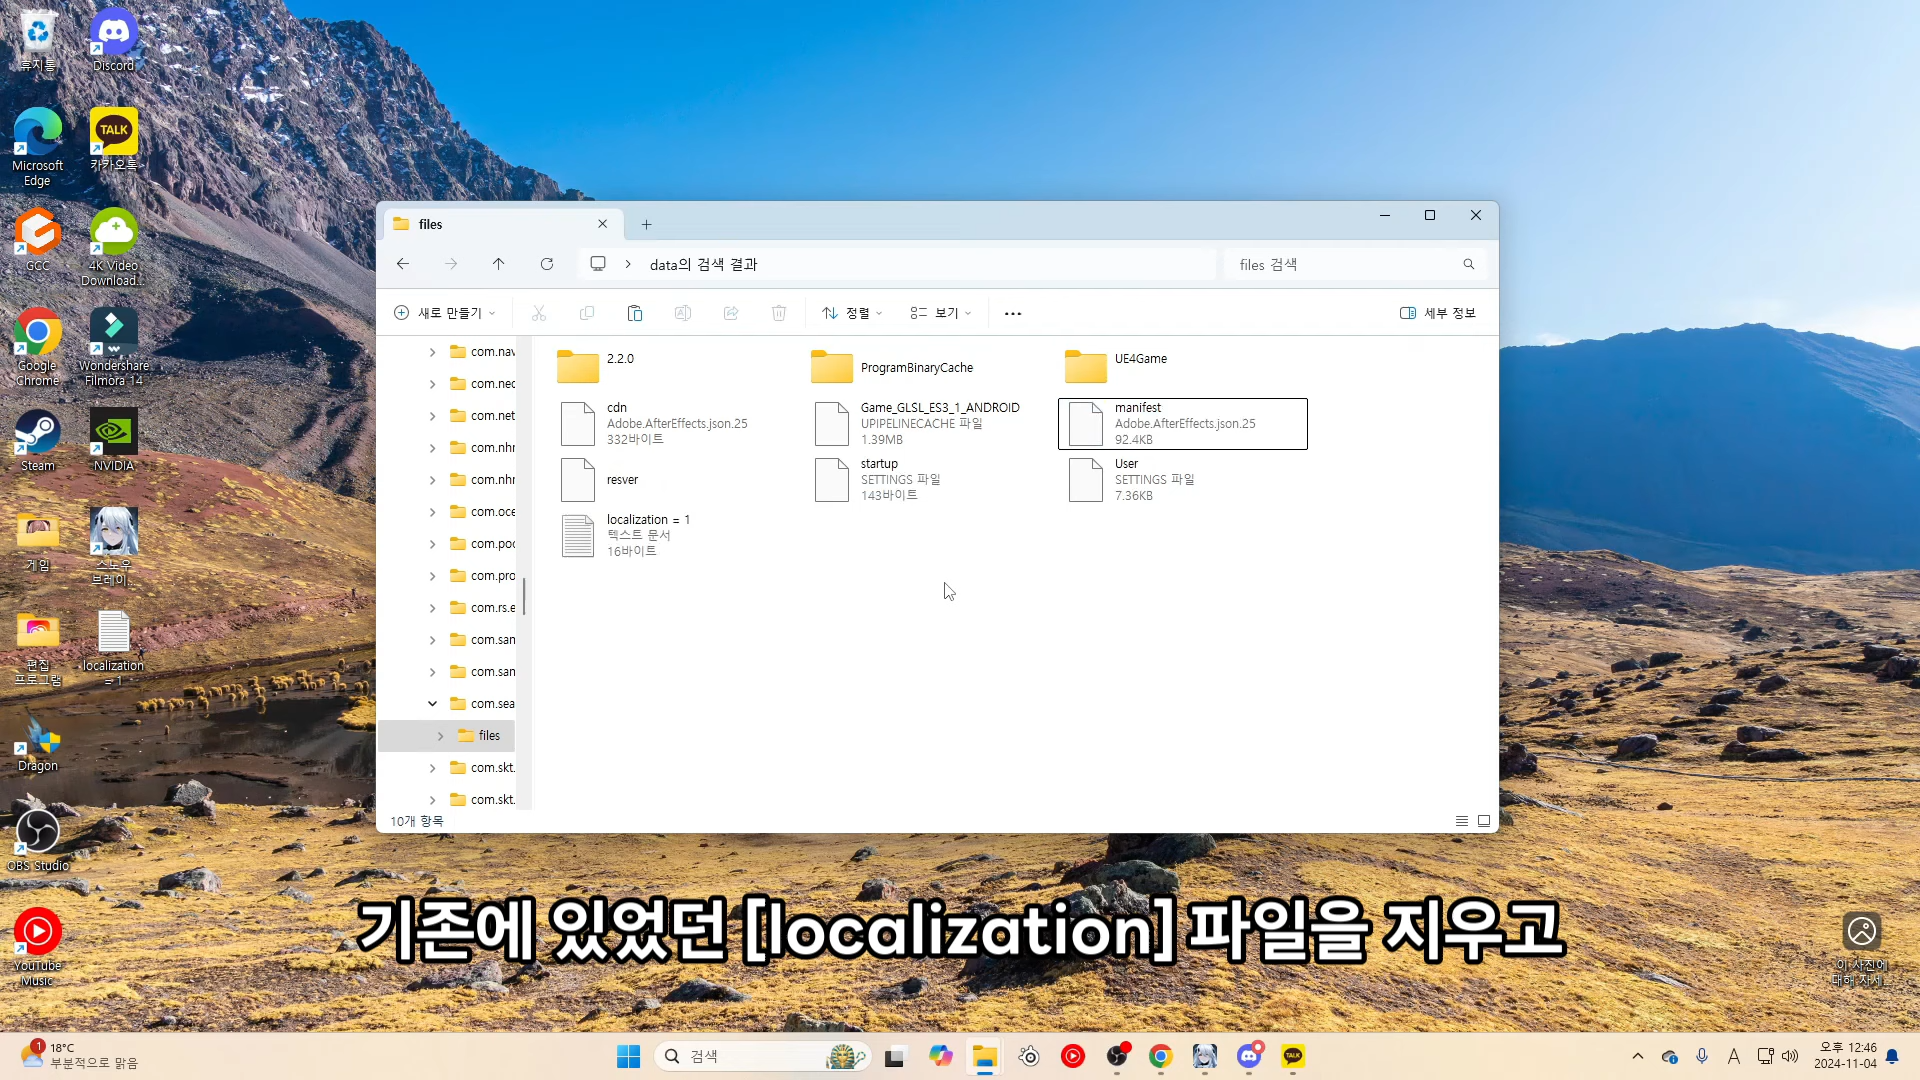 휴지통
Discord
Microsoft
Edge
TALK
카카오톡
GCC
4K Video
Download...
Google
Chrome
Wondershare
Filmora 14
Steam
NVIDIA
게임
스노우
브레이...
편집
프로그램
localization
= 1
Dragon
OBS Studio
YouTube
Music
files
data의 검색 결과
files 검색
새로 만들기
정렬
보기
세부 정보
com.nav
com.nec
com.net
com.nhr
com.nhr
com.oce
com.poc
com.pro
com.rs.e
com.san
com.san
com.sea
files
com.skt.
com.skt.
2.2.0
ProgramBinaryCache
UE4Game
cdn
Adobe.AfterEffects.json.25
332바이트
Game_GLSL_ES3_1_ANDROID
UPIPELINECACHE 파일
1.39MB
manifest
Adobe.AfterEffects.json.25
92.4KB
resver
startup
SETTINGS 파일
143바이트
User
SETTINGS 파일
7.36KB
localization = 1
텍스트 문서
16바이트
10개 항목
기존에 있었던 [localization] 파일을 지우고
이 사진에
대해 자세...
1
18°C
부분적으로 맑음
검색
TALK
A
오후 12:46
2024-11-04